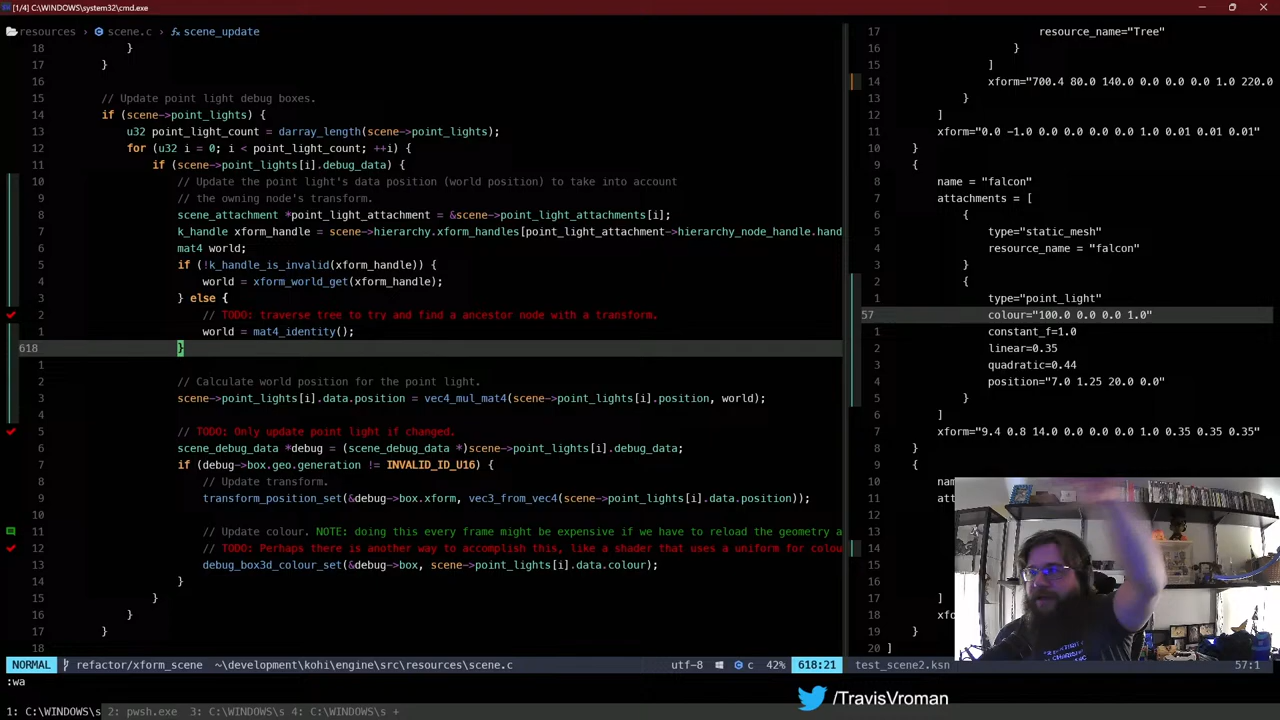 [1/4] C:\WINDOWS\system32\cmd.exe
resources > scene.c > scene_update
18 }
17 }
16
15 // Update point light debug boxes.
14 if (scene->point_lights) {
13 u32 point_light_count = darray_length(scene->point_lights);
12 for (u32 i = 0; i < point_light_count; ++i) {
11 if (scene->point_lights[i].debug_data) {
10 // Update the point light's data position (world position) to take into account
9 // the owning node's transform.
8 scene_attachment *point_light_attachment = &scene->point_light_attachments[i];
7 k_handle xform_handle = scene->hierarchy.xform_handles[point_light_attachment->hierarchy_node_handle.hand
6 mat4 world;
5 if (!k_handle_is_invalid(xform_handle)) {
4 world = xform_world_get(xform_handle);
3 } else {
2 // TODO: traverse tree to try and find a ancestor node with a transform.
1 world = mat4_identity();
618 }
1
2 // Calculate world position for the point light.
3 scene->point_lights[i].data.position = vec4_mul_mat4(scene->point_lights[i].position, world);
4
5 // TODO: Only update point light if changed.
6 scene_debug_data *debug = (scene_debug_data *)scene->point_lights[i].debug_data;
7 if (debug->box.geo.generation != INVALID_ID_U16) {
8 // Update transform.
9 transform_position_set(&debug->box.xform, vec3_from_vec4(scene->point_lights[i].data.position));
10
11 // Update colour. NOTE: doing this every frame might be expensive if we have to reload the geometry a
12 // TODO: Perhaps there is another way to accomplish this, like a shader that uses a uniform for colou
13 debug_box3d_colour_set(&debug->box, scene->point_lights[i].data.colour);
14 }
15 }
16 }
17 }
18
17 resource_name="Tree"
16 }
15 ]
14 xform="700.4 80.0 140.0 0.0 0.0 0.0 1.0 220.0
13 }
12 ]
11 xform="0.0 -1.0 0.0 0.0 0.0 0.0 1.0 0.01 0.01 0.01"
10 }
9 {
8 name = "falcon"
7 attachments = [
6 {
5 type="static_mesh"
4 resource_name = "falcon"
3 }
2 {
1 type="point_light"
57 colour="100.0 0.0 0.0 1.0"
1 constant_f=1.0
2 linear=0.35
3 quadratic=0.44
4 position="7.0 1.25 20.0 0.0"
5 }
6 ]
7 xform="9.4 0.8 14.0 0.0 0.0 0.0 1.0 0.35 0.35 0.35"
8 }
9 {
10 na
11 at
12
13
14
15
16
17 ]
18 xf
19 }
20 ]
NORMAL refactor/xform_scene ~\development\kohi\engine\src\resources\scene.c utf-8 c 42% 618:21
test_scene2.ksn 57:1
:wa
/TravisVroman
1: C:\WINDOWS\s 2: pwsh.exe 3: C:\WINDOWS\s 4: C:\WINDOWS\s +